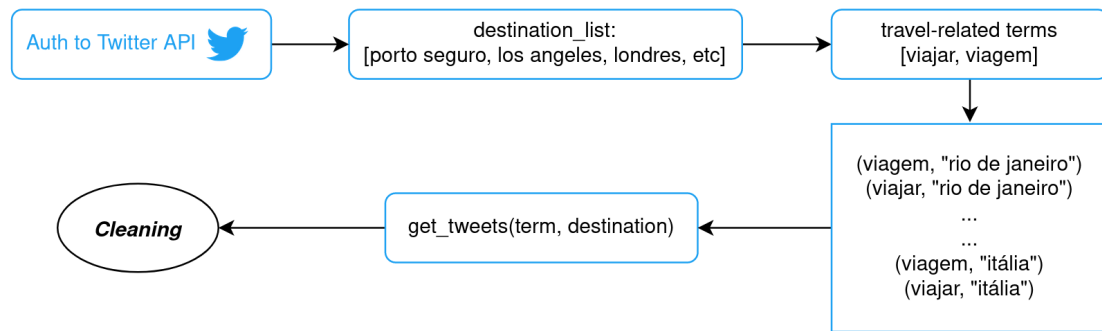 Auth to Twitter API
destination_list:
[porto seguro, los angeles, londres, etc]
travel-related terms
[viajar, viagem]
(viagem, "rio de janeiro")
(viajar, "rio de janeiro")
...
...
(viagem, "itália")
(viajar, "itália")
get_tweets(term, destination)
Cleaning